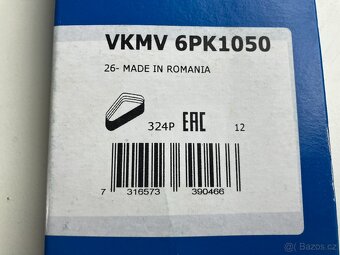 VKMV 6PK1050
26- MADE IN ROMANIA
324P EAC 12
7 316573 390466
Bazos.cz